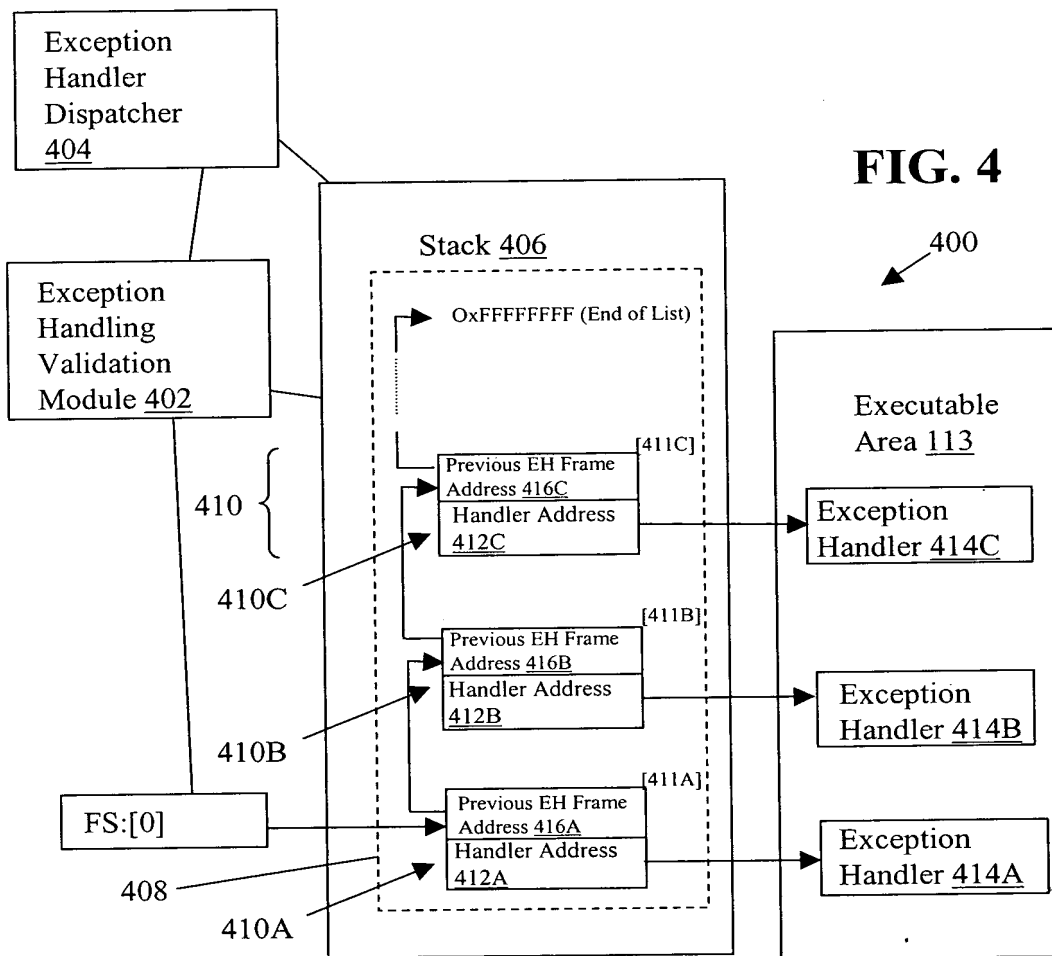 Exception
Handler
Dispatcher
404
FIG. 4
400
Stack 406
Exception
Handling
Validation
Module 402
OxFFFFFFFF (End of List)
Executable
Area 113
410
[411C]
Previous EH Frame
Address 416C
Handler Address
412C
Exception
Handler 414C
410C
[411B]
Previous EH Frame
Address 416B
Handler Address
412B
Exception
Handler 414B
410B
[411A]
FS:[0]
Previous EH Frame
Address 416A
Handler Address
412A
Exception
Handler 414A
408
410A